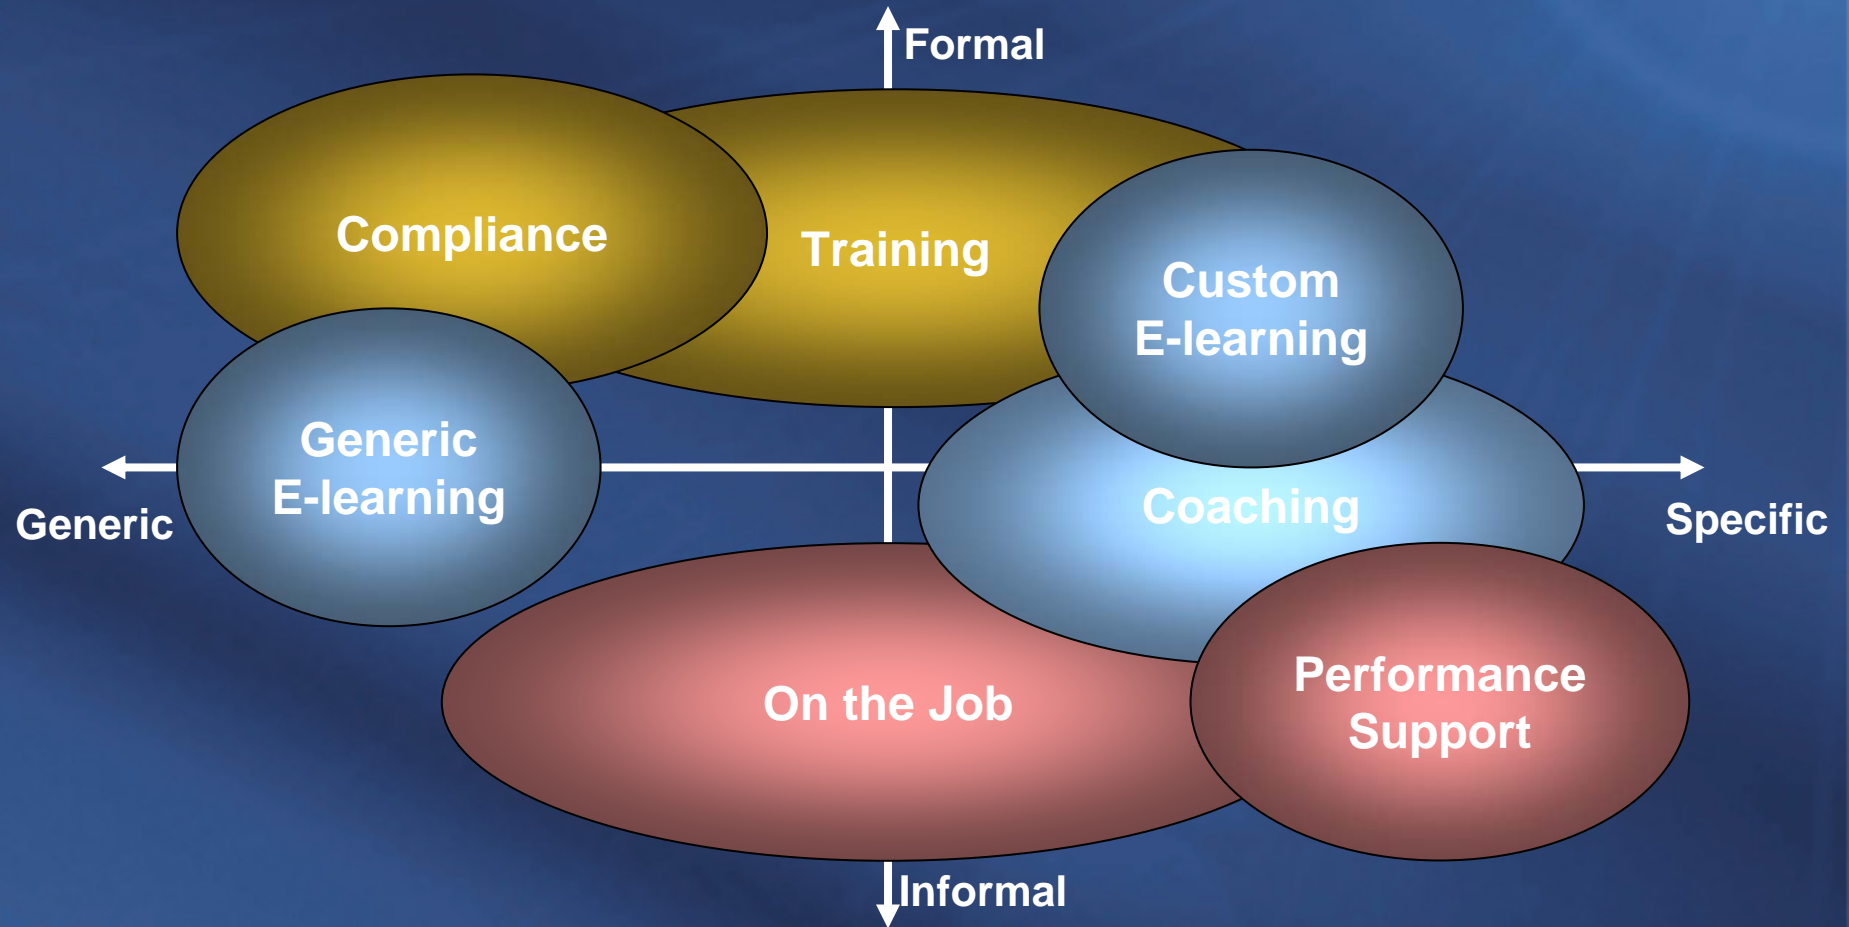 Formal
Compliance
Training
Custom
E-learning
Generic
E-learning
Generic
Coaching
Specific
On the Job
Performance
Support
Informal